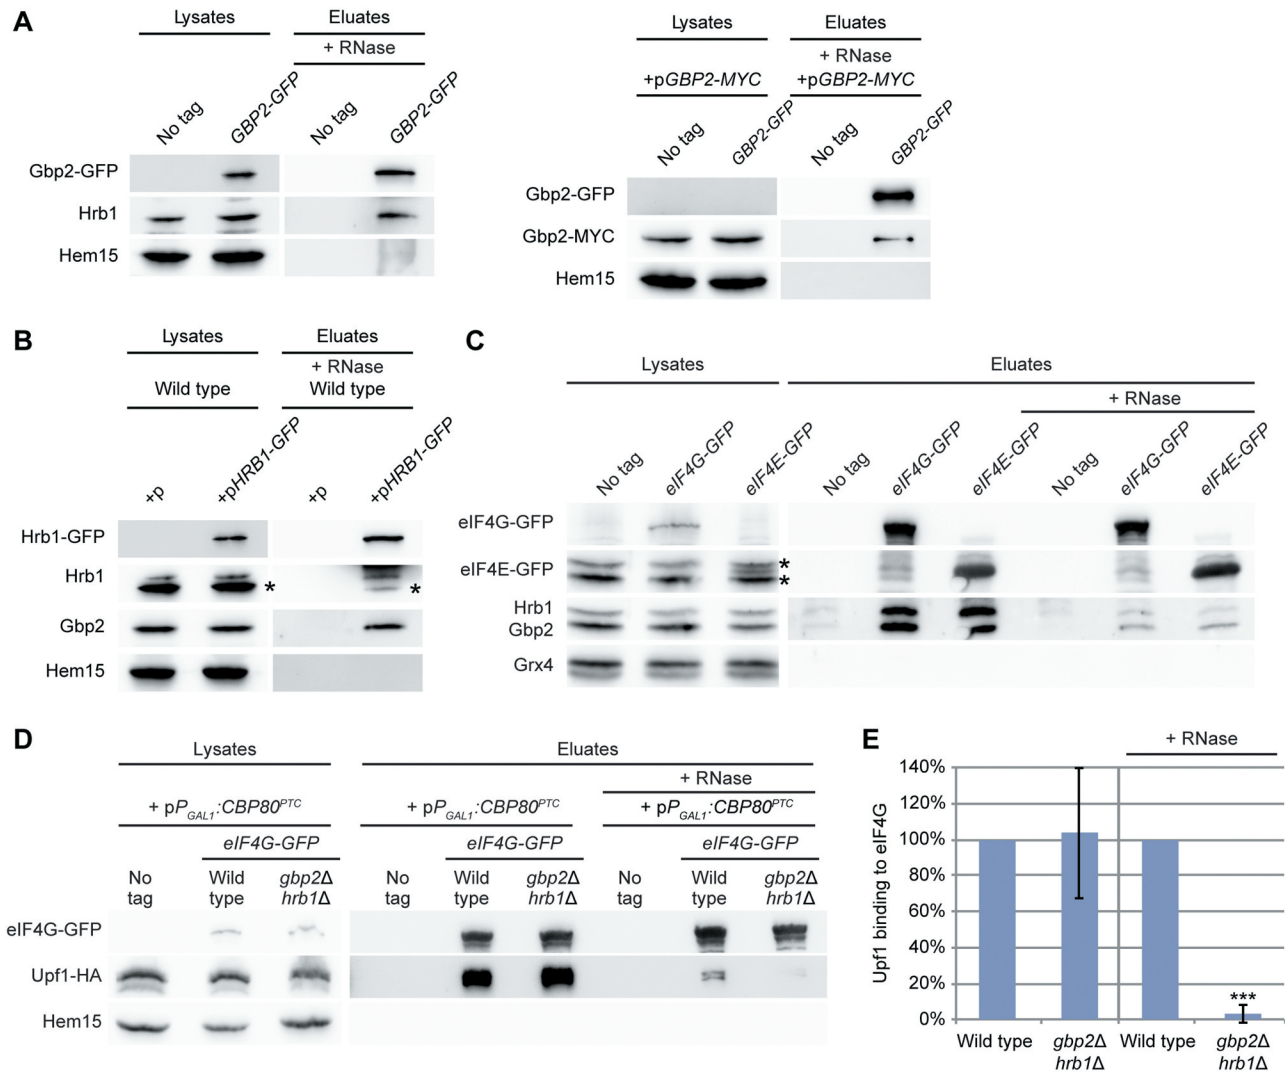 A
Lysates
Eluates
+ RNase
No tag
GBP2-GFP
No tag
GBP2-GFP
Gbp2-GFP
Hrb1
Hem15
Lysates
Eluates
+pGBP2-MYC
+ RNase
+pGBP2-MYC
No tag
GBP2-GFP
No tag
GBP2-GFP
Gbp2-GFP
Gbp2-MYC
Hem15
B
Lysates
Eluates
Wild type
+ RNase
Wild type
+p
+pHRB1-GFP
+p
+pHRB1-GFP
Hrb1-GFP
Hrb1
*
*
Gbp2
Hem15
C
Lysates
Eluates
+ RNase
No tag
eIF4G-GFP
eIF4E-GFP
No tag
eIF4G-GFP
eIF4E-GFP
No tag
eIF4G-GFP
eIF4E-GFP
eIF4G-GFP
eIF4E-GFP
*
*
Hrb1
Gbp2
Grx4
D
Lysates
Eluates
+ RNase
+ pPGAL1:CBP80PTC
+ pPGAL1:CBP80PTC
+ pPGAL1:CBP80PTC
eIF4G-GFP
eIF4G-GFP
eIF4G-GFP
No
tag
Wild
type
gbp2Δ
hrb1Δ
No
tag
Wild
type
gbp2Δ
hrb1Δ
No
tag
Wild
type
gbp2Δ
hrb1Δ
eIF4G-GFP
Upf1-HA
Hem15
E
+ RNase
Upf1 binding to eIF4G
140%
120%
100%
80%
60%
40%
20%
0%
***
Wild type
gbp2Δ
hrb1Δ
Wild type
gbp2Δ
hrb1Δ